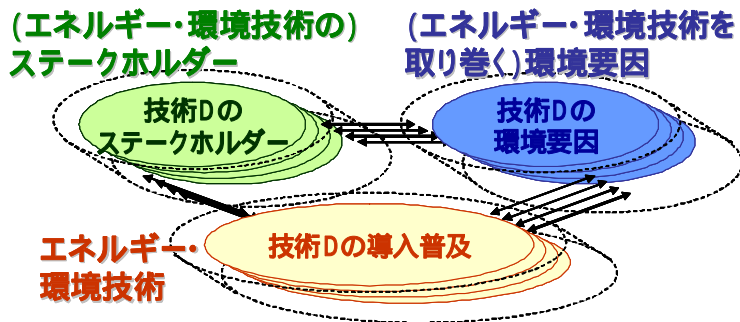 (エネルギー・環境技術の)
ステークホルダー
(エネルギー・環境技術を
取り巻く)環境要因
技術Dの
ステークホルダー
技術Dの
環境要因
エネルギー・
環境技術
技術Dの導入普及